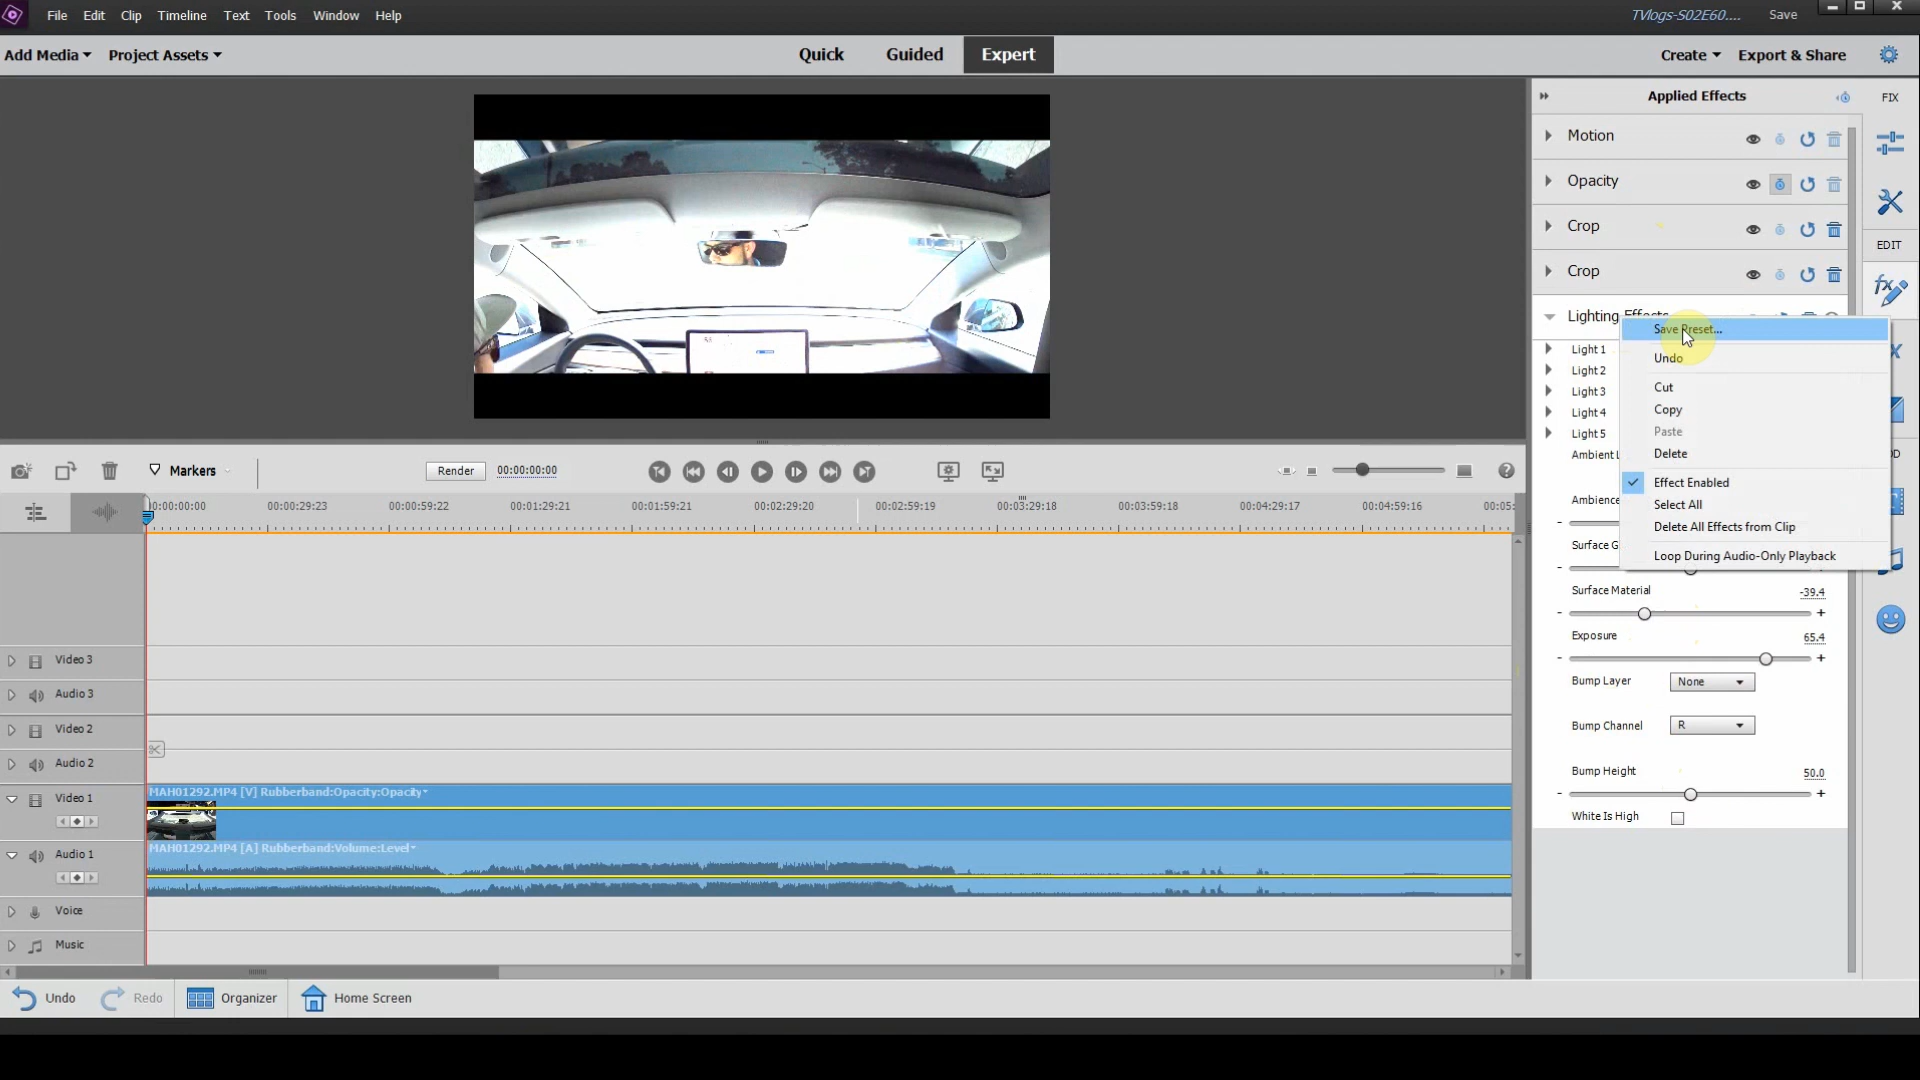 File Edit Clip Timeline Text Tools Window Help
TVlogs-S02E60.... Save
Add Media Project Assets
Quick Guided Expert
Create Export & Share
Applied Effects
FIX
Motion
Opacity
EDIT
Crop
Crop
Lighting Effects
Save Preset...
Light 1
Undo
Light 2
Cut
Light 3
Copy
Light 4
Paste
Light 5
Delete
Ambient L
Effect Enabled
Ambience
Select All
Delete All Effects from Clip
Surface G
Loop During Audio-Only Playback
Surface Material -39.4
- +
Exposure 65.4
- +
Bump Layer None
Bump Channel R
Bump Height 50.0
- +
White Is High
Markers
Render 00:00:00:00
00:00:29:23 00:00:59:22 00:01:29:21 00:01:59:21 00:02:29:20 00:02:59:19 00:03:29:18 00:03:59:18 00:04:29:17 00:04:59:16
Video 3
Audio 3
Video 2
Audio 2
Video 1
MAH01292.MP4 [V] Rubberband:Opacity:Opacity
Audio 1
MAH01292.MP4 [A] Rubberband:Volume:Level
Voice
Music
Undo Redo Organizer Home Screen